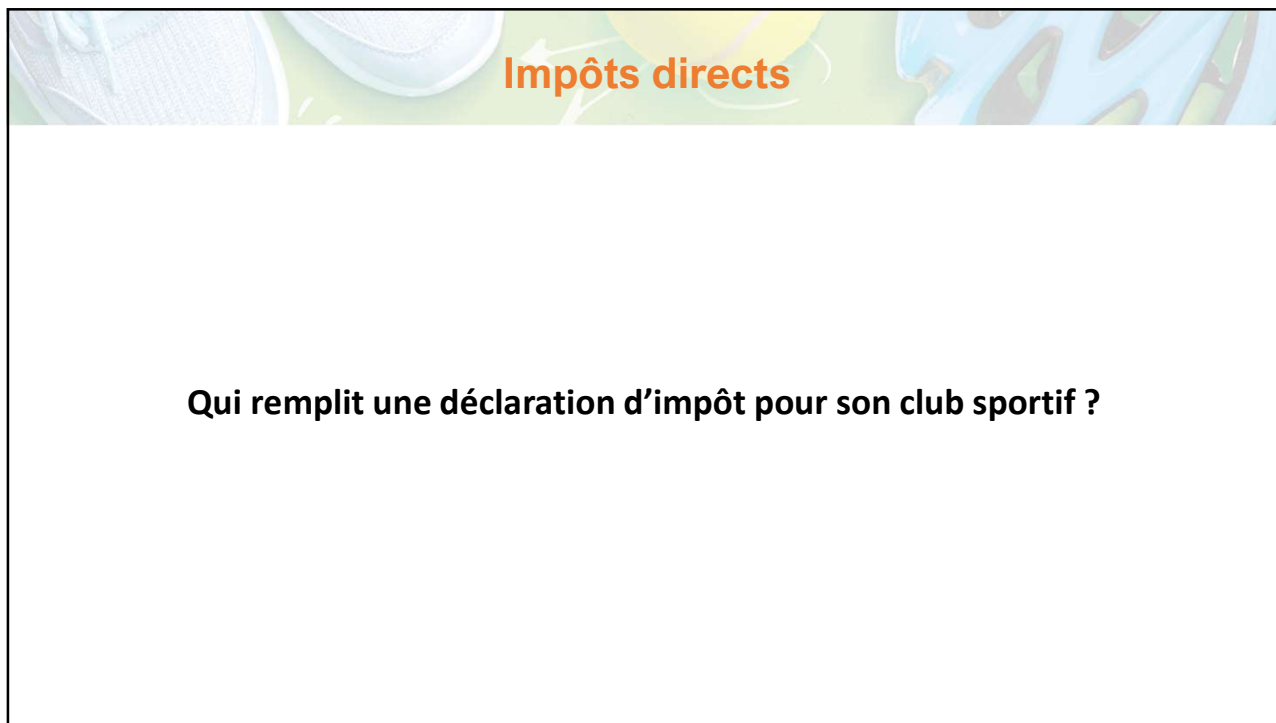 Impôts directs
Qui remplit une déclaration d’impôt pour son club sportif ?